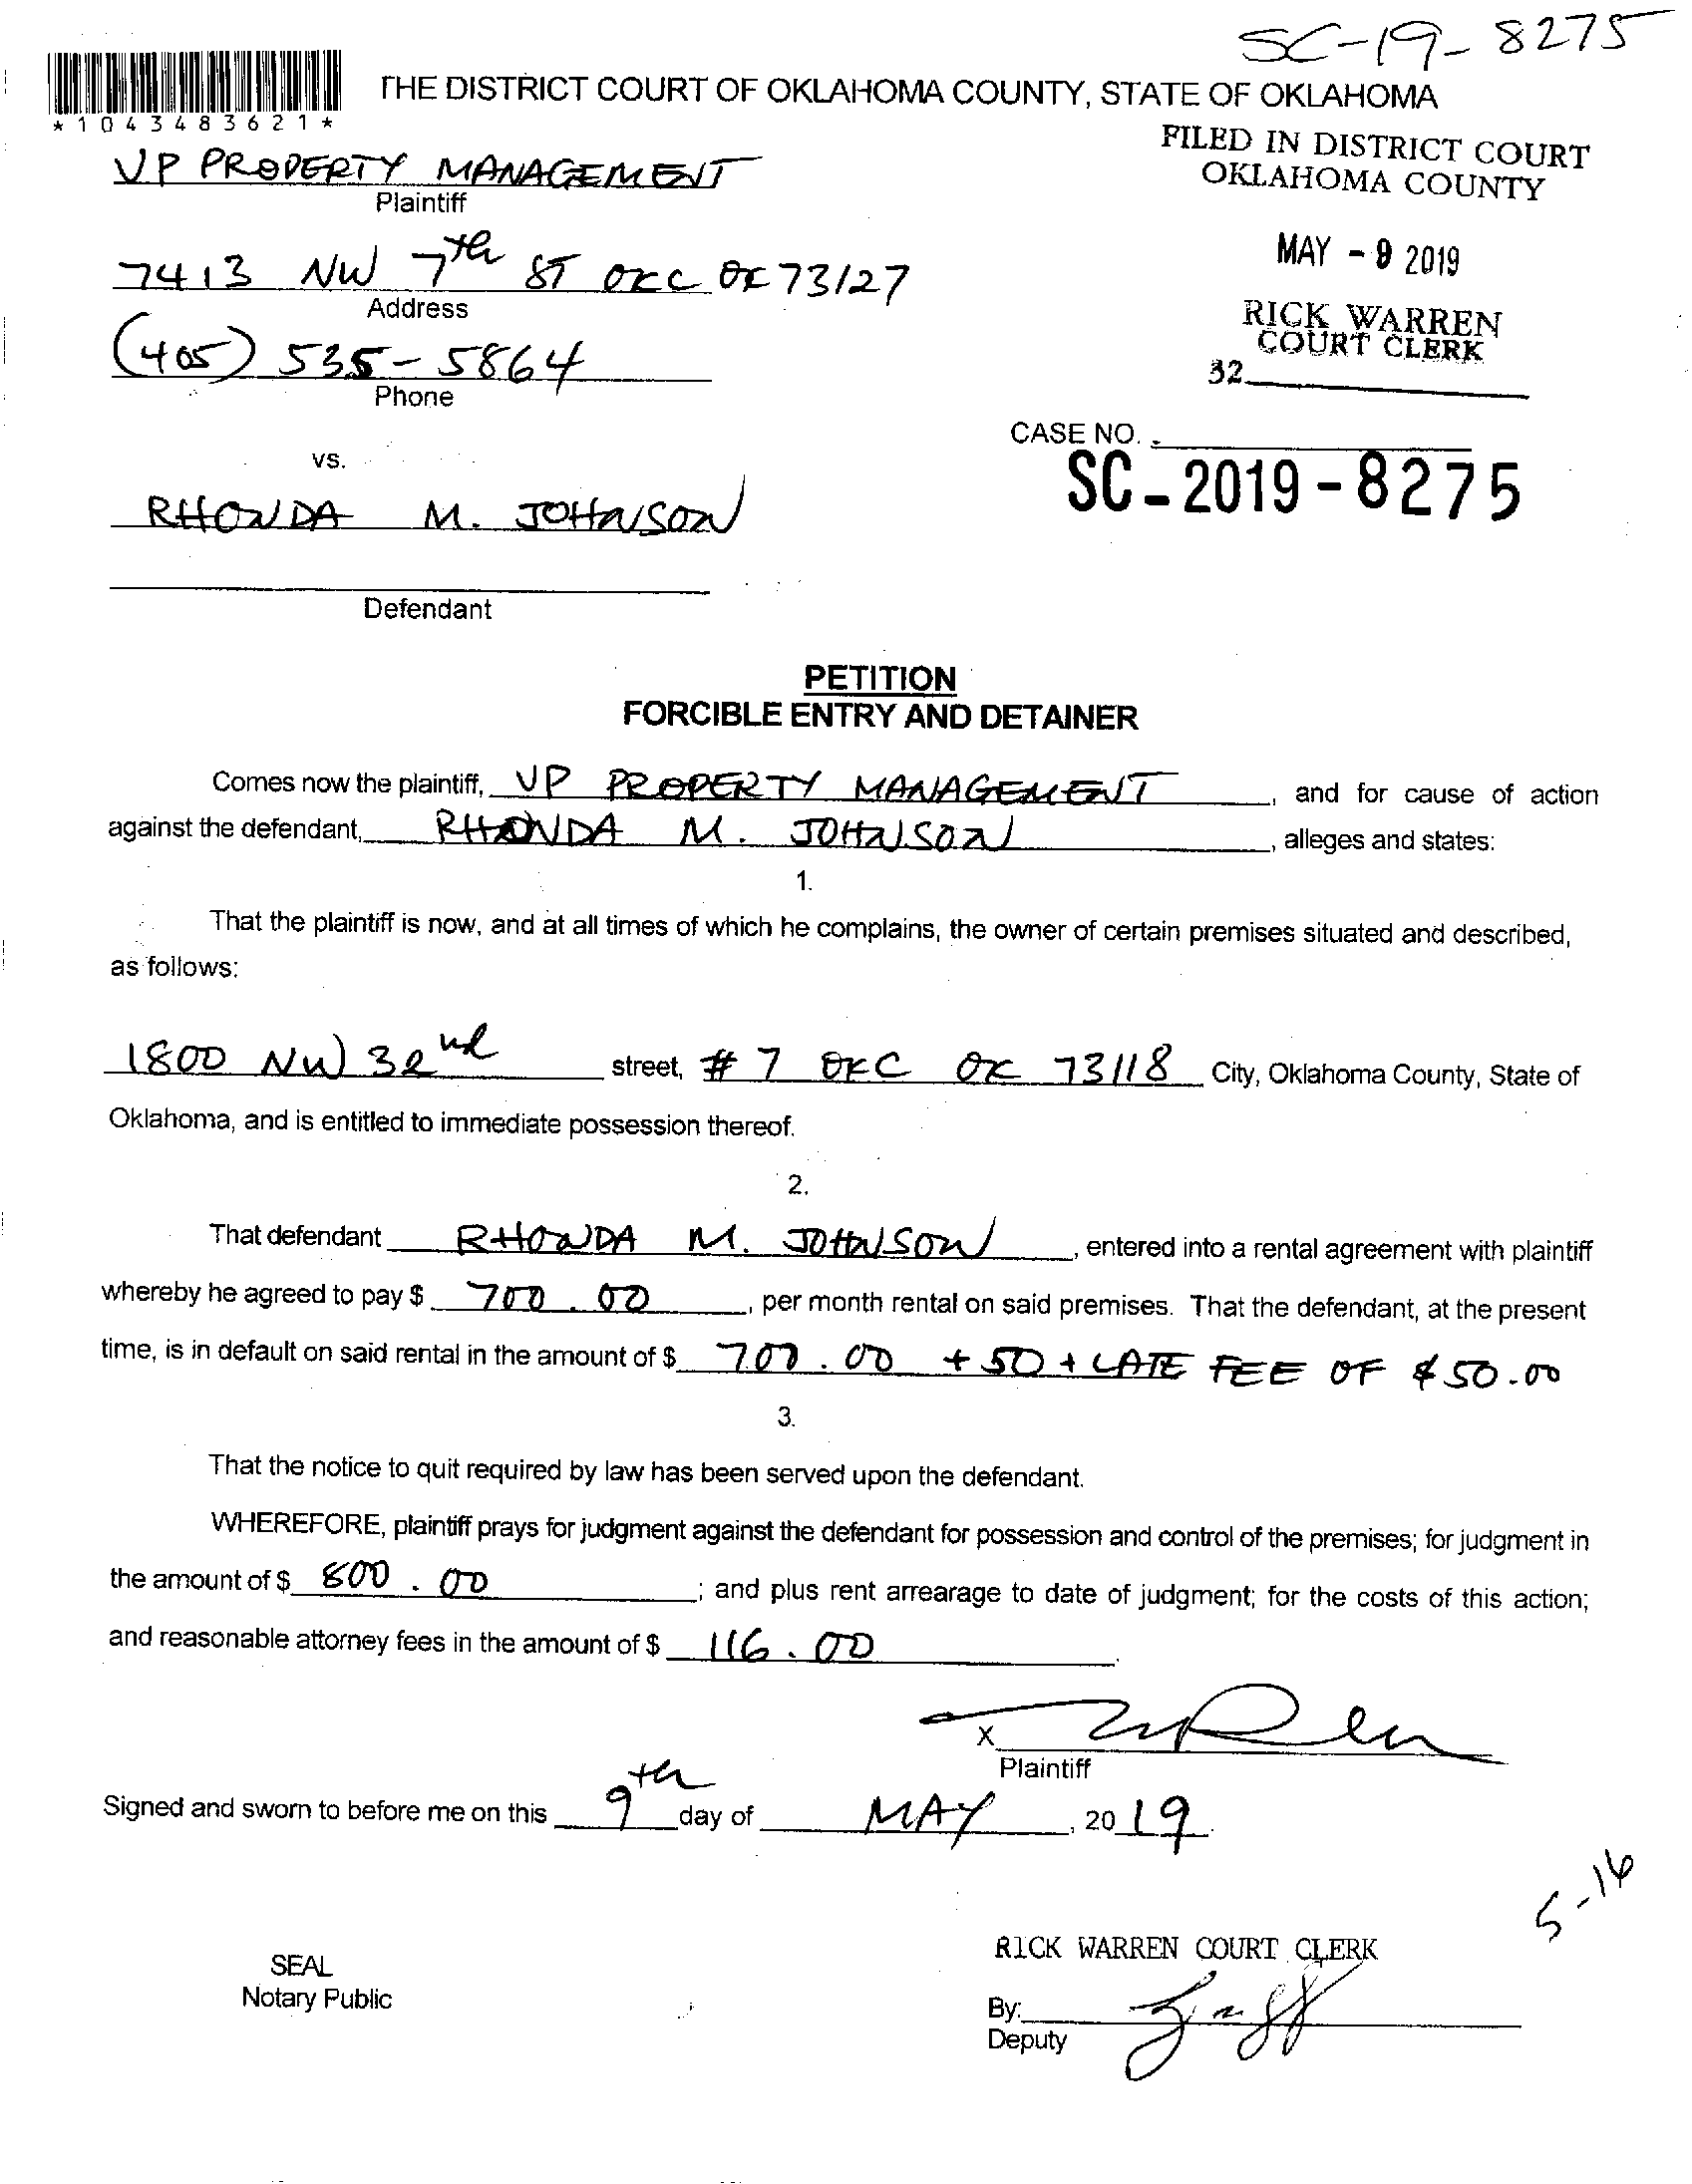 SC-19-8275
THE DISTRICT COURT OF OKLAHOMA COUNTY, STATE OF OKLAHOMA
*1043483621*
FILED IN DISTRICT COURT
OKLAHOMA COUNTY
VP PROPERTY MANAGEMENT
Plaintiff
MAY - 9 2019
7413 NW 7th ST OKC OK 73127
Address
RICK WARREN
COURT CLERK
32
(405) 535-5864
Phone
CASE NO.
SC-2019-8275
vs.
RHONDA M. JOHNSON
Defendant
PETITION
FORCIBLE ENTRY AND DETAINER
Comes now the plaintiff, VP PROPERTY MANAGEMENT, and for cause of action
against the defendant, RHONDA M. JOHNSON, alleges and states:
1.
That the plaintiff is now, and at all times of which he complains, the owner of certain premises situated and described,
as follows:
1800 NW 32nd street, # 7 OKC OK 73118 City, Oklahoma County, State of
Oklahoma, and is entitled to immediate possession thereof.
2.
That defendant RHONDA M. JOHNSON, entered into a rental agreement with plaintiff
whereby he agreed to pay $ 700.00, per month rental on said premises. That the defendant, at the present
time, is in default on said rental in the amount of $ 700.00 + 50 + LATE FEE OF $50.00
3.
That the notice to quit required by law has been served upon the defendant.
WHEREFORE, plaintiff prays for judgment against the defendant for possession and control of the premises; for judgment in
the amount of $ 800.00; and plus rent arrearage to date of judgment; for the costs of this action;
and reasonable attorney fees in the amount of $ 116.00
X
Plaintiff
Signed and sworn to before me on this 9th day of MAY, 2019.
5-16
RICK WARREN COURT CLERK
SEAL
Notary Public
By:
Deputy